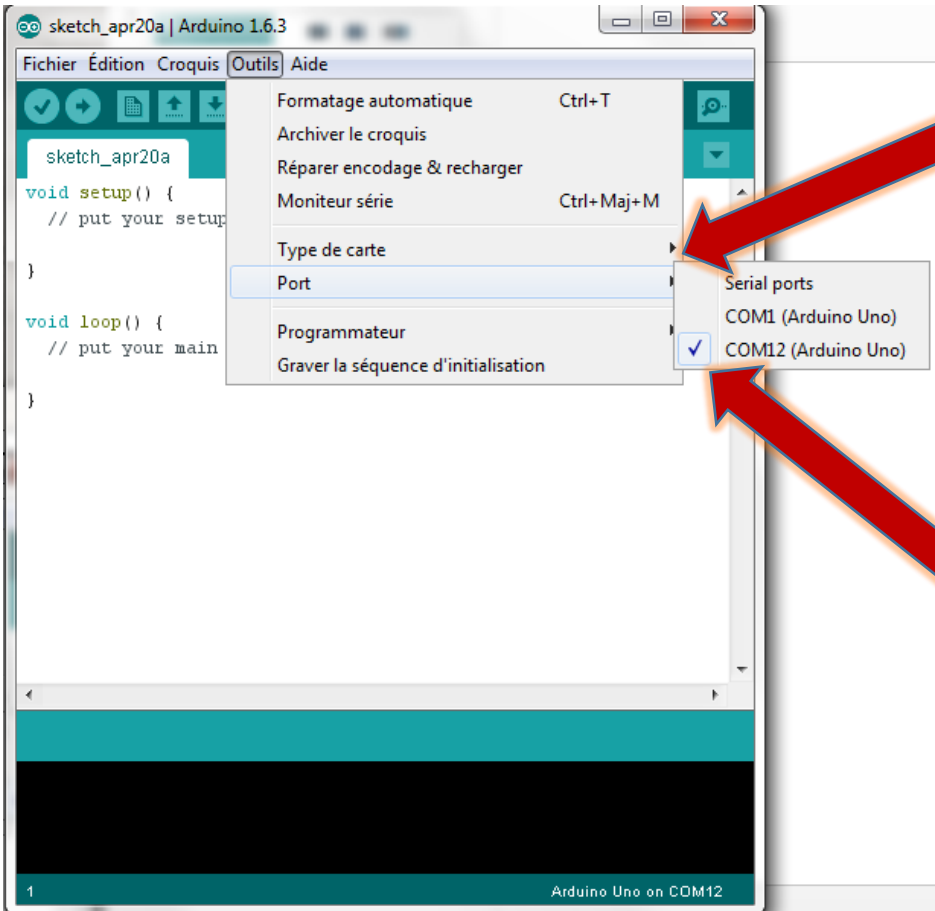 sketch_apr20a | Arduino 1.6.3
Fichier Édition Croquis Outils Aide
Formatage automatique Ctrl+T
Archiver le croquis
sketch_apr20a
Réparer encodage & recharger
void setup() {
Moniteur série Ctrl+Maj+M
// put your setup
Type de carte
}
Port
Serial ports
COM1 (Arduino Uno)
COM12 (Arduino Uno)
void loop() {
Programmateur
// put your main
Graver la séquence d'initialisation
}
1 Arduino Uno on COM12